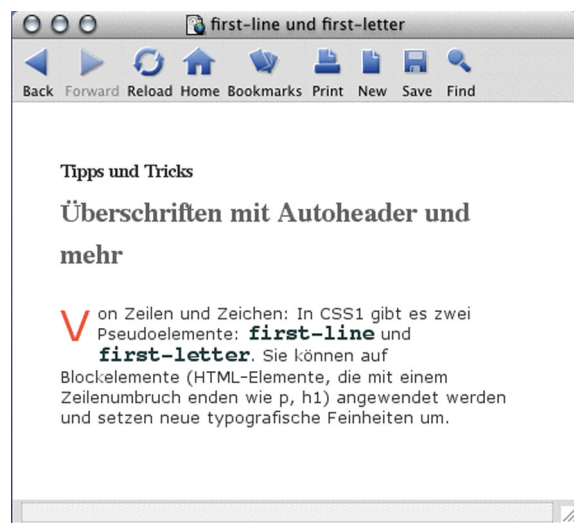 first-line und first-letter
Back Forward Reload Home Bookmarks Print New Save Find
Tipps und Tricks
Überschriften mit Autoheader und
mehr
Von Zeilen und Zeichen: In CSS1 gibt es zwei
Pseudoelemente: first-line und
first-letter. Sie können auf
Blockelemente (HTML-Elemente, die mit einem
Zeilenumbruch enden wie p, h1) angewendet werden
und setzen neue typografische Feinheiten um.